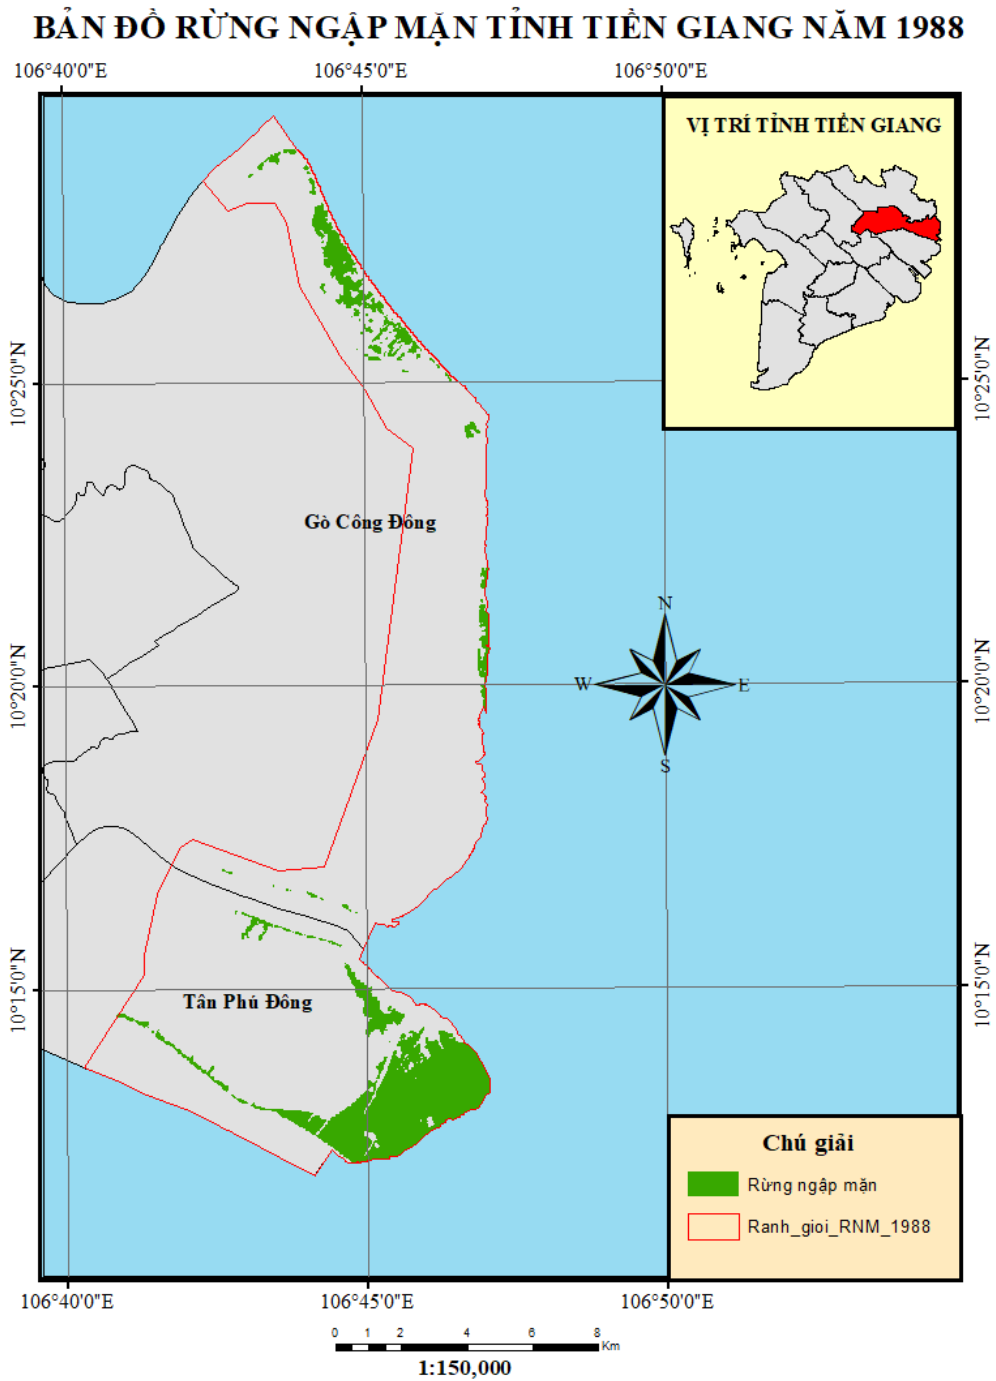 BẢN ĐỒ RỪNG NGẬP MẶN TỈNH TIỀN GIANG NĂM 1988
106°40'0"E 106°45'0"E 106°50'0"E
VỊ TRÍ TỈNH TIỀN GIANG
10°25'0"N 10°25'0"N
Gò Công Đông
N
W E
S
10°20'0"N 10°20'0"N
10°15'0"N 10°15'0"N
Tân Phú Đông
Chú giải
Rừng ngập mặn
Ranh_gioi_RNM_1988
106°40'0"E 106°45'0"E 106°50'0"E
0 1 2 4 6 8
Km
1:150,000